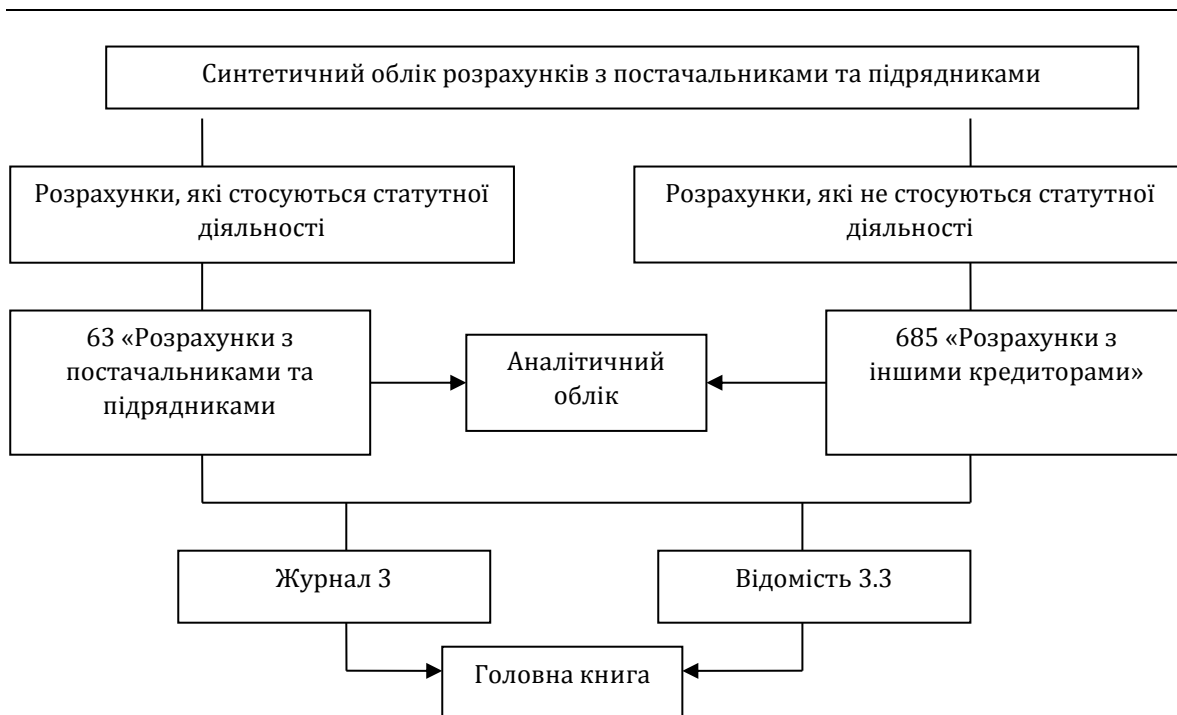 Синтетичний облік розрахунків з постачальниками та підрядниками
Розрахунки, які стосуються статутної
діяльності
Розрахунки, які не стосуються статутної
діяльності
63 «Розрахунки з
постачальниками та
підрядниками
Аналітичний
облік
685 «Розрахунки з
іншими кредиторами»
Журнал 3
Відомість 3.3
Головна книга